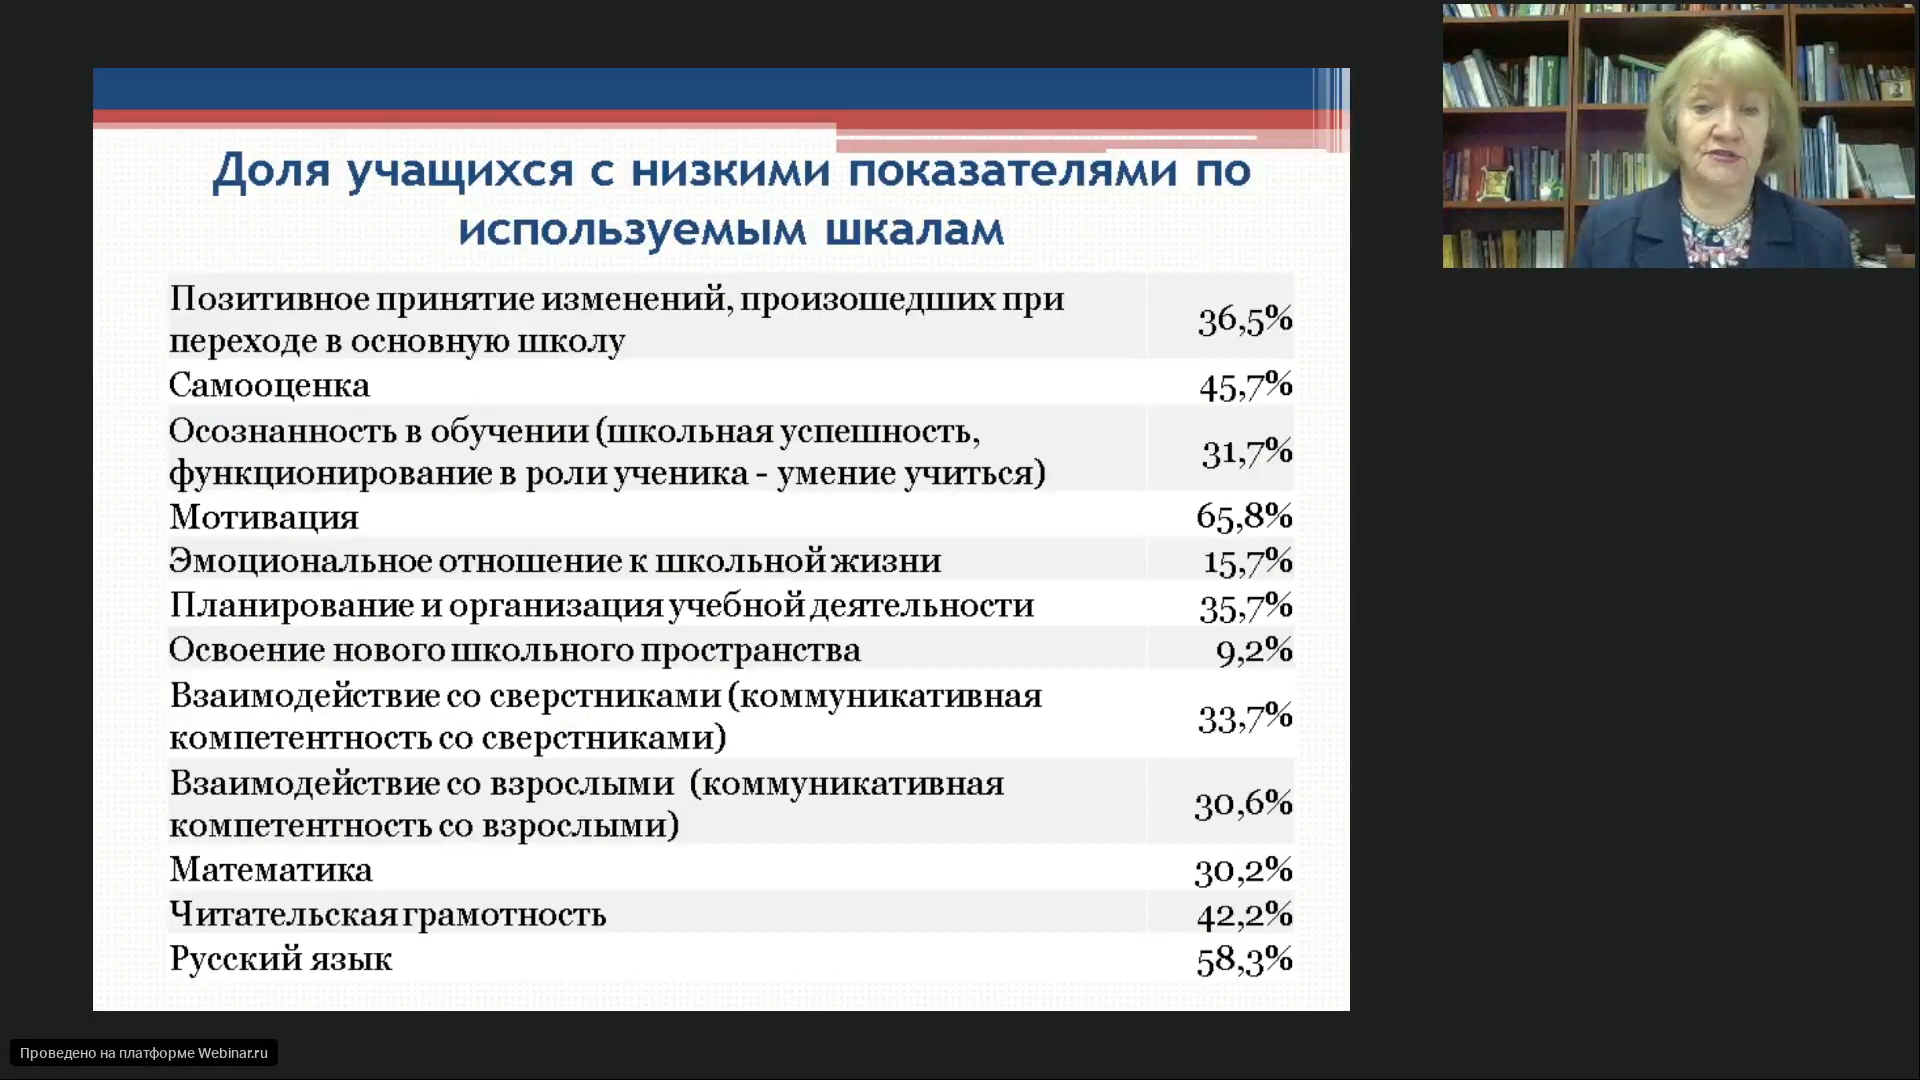 Доля учащихся с низкими показателями по
используемым шкалам
Позитивное принятие изменений, произошедших при
переходе в основную школу
36,5%
Самооценка
45,7%
Осознанность в обучении (школьная успешность,
функционирование в роли ученика - умение учиться)
31,7%
Мотивация
65,8%
Эмоциональное отношение к школьной жизни
15,7%
Планирование и организация учебной деятельности
35,7%
Освоение нового школьного пространства
9,2%
Взаимодействие со сверстниками (коммуникативная
компетентность со сверстниками)
33,7%
Взаимодействие со взрослыми (коммуникативная
компетентность со взрослыми)
30,6%
Математика
30,2%
Читательская грамотность
42,2%
Русский язык
58,3%
Проведено на платформе Webinar.ru